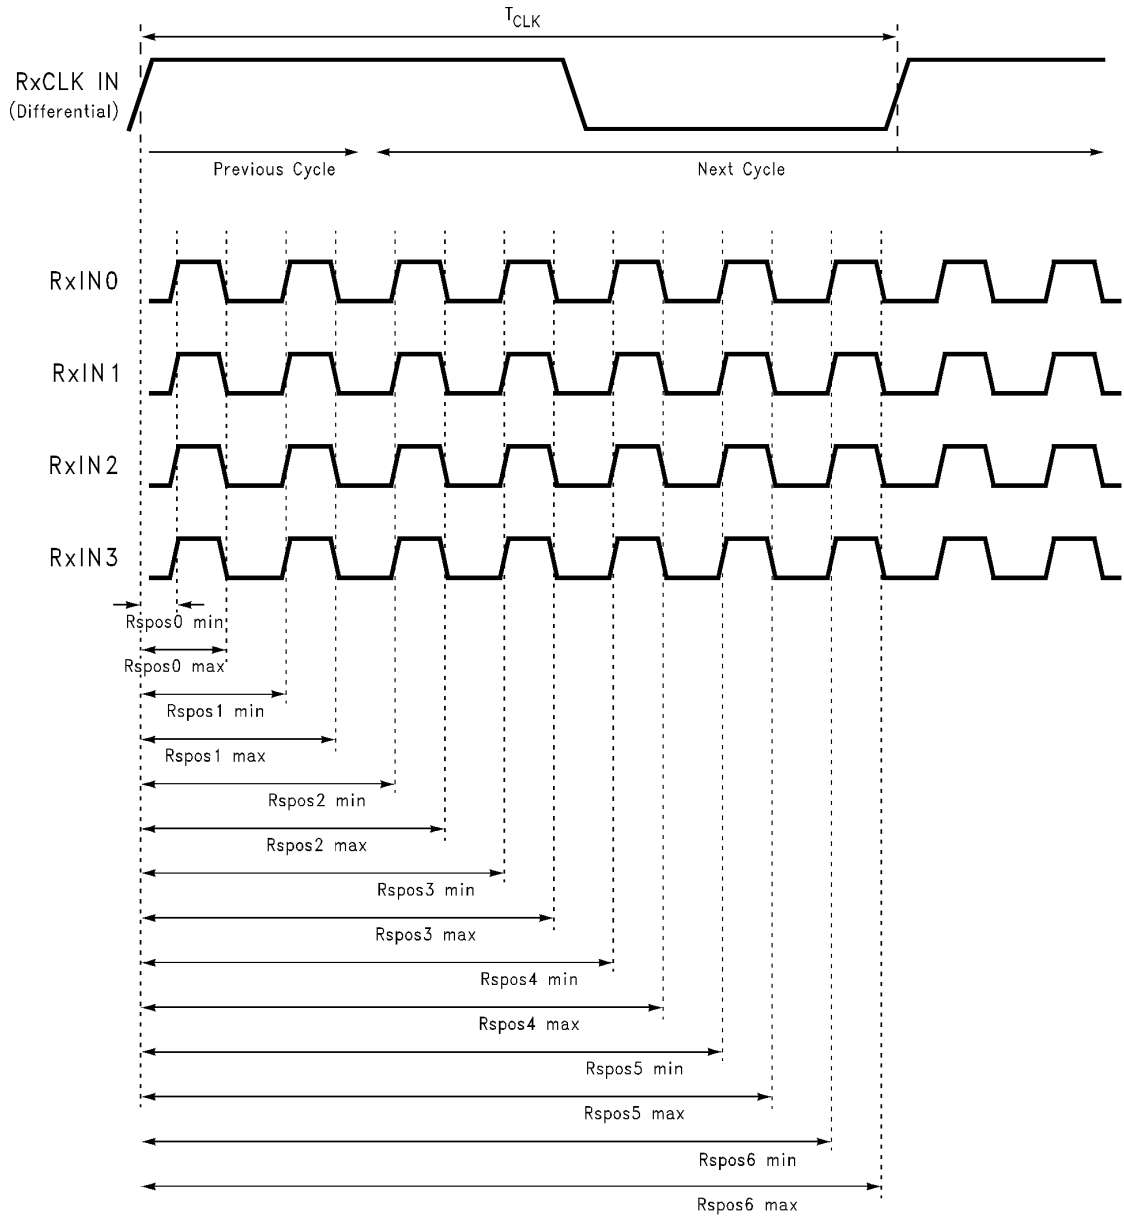 TCLK
RxCLK IN
(Differential)
Previous Cycle
Next Cycle
RxIN0
RxIN1
RxIN2
RxIN3
Rspos0 min
Rspos0 max
Rspos1 min
Rspos1 max
Rspos2 min
Rspos2 max
Rspos3 min
Rspos3 max
Rspos4 min
Rspos4 max
Rspos5 min
Rspos5 max
Rspos6 min
Rspos6 max